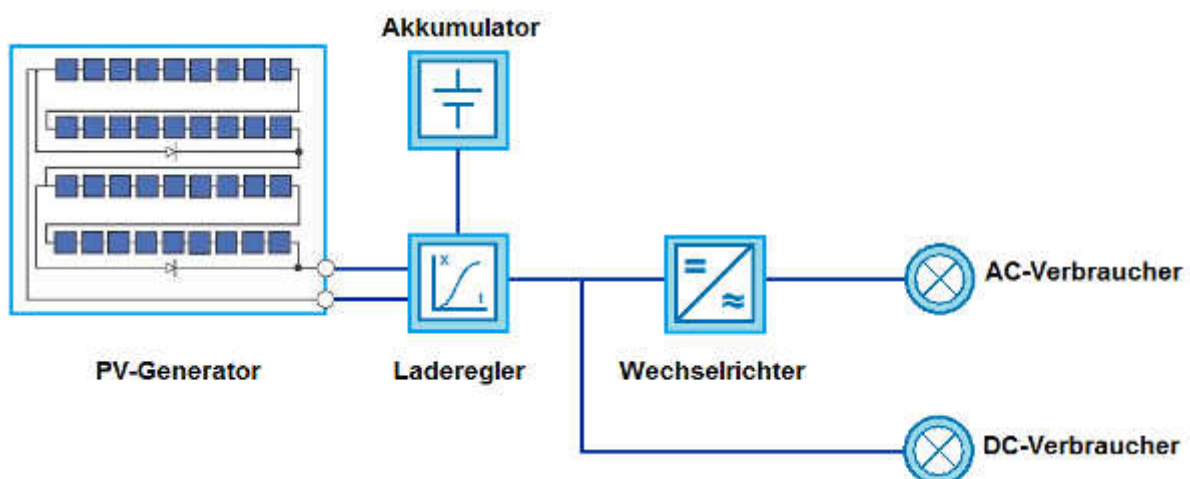 Akkumulator
x
t
AC-Verbraucher
PV-Generator
Laderegler
Wechselrichter
DC-Verbraucher